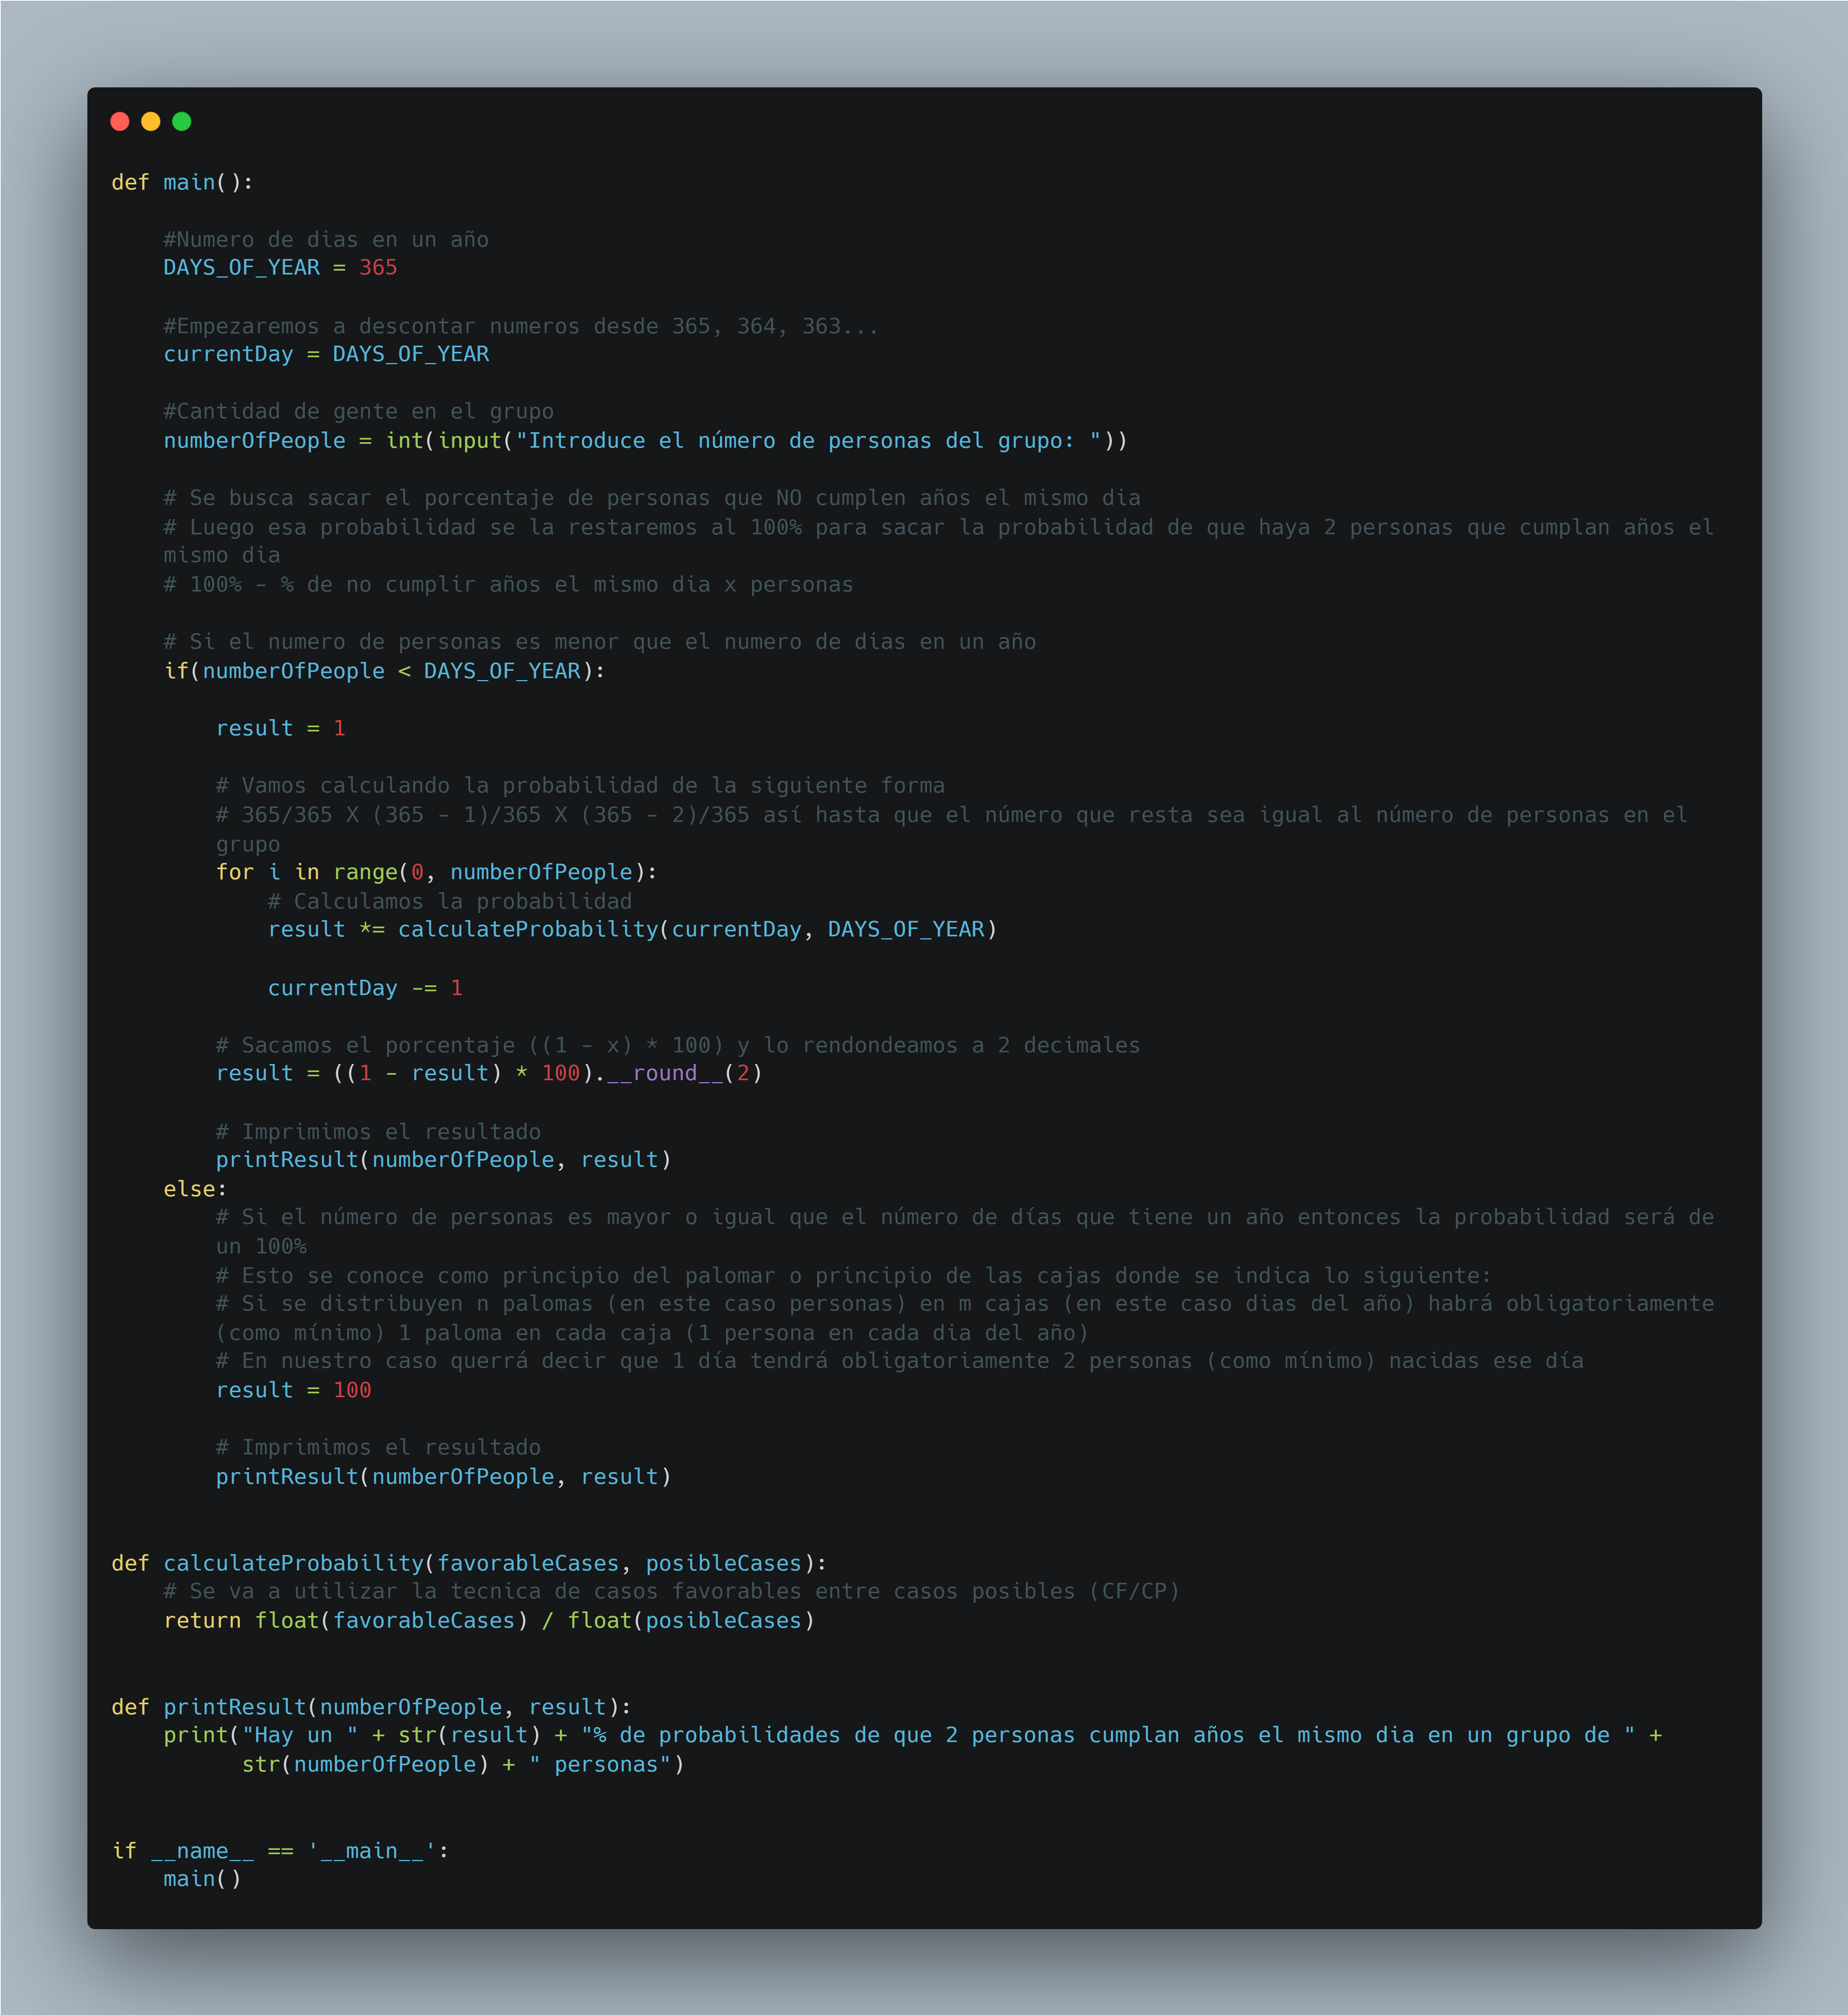 def main():
    #Numero de dias en un año
    DAYS_OF_YEAR = 365
    #Empezaremos a descontar numeros desde 365, 364, 363...
    currentDay = DAYS_OF_YEAR
    #Cantidad de gente en el grupo
    numberOfPeople = int(input("Introduce el número de personas del grupo: "))
    # Se busca sacar el porcentaje de personas que NO cumplen años el mismo dia
    # Luego esa probabilidad se la restaremos al 100% para sacar la probabilidad de que haya 2 personas que cumplan años el
    mismo dia
    # 100% - % de no cumplir años el mismo dia x personas
    # Si el numero de personas es menor que el numero de dias en un año
    if(numberOfPeople < DAYS_OF_YEAR):
        result = 1
        # Vamos calculando la probabilidad de la siguiente forma
        # 365/365 X (365 - 1)/365 X (365 - 2)/365 así hasta que el número que resta sea igual al número de personas en el
        grupo
        for i in range(0, numberOfPeople):
            # Calculamos la probabilidad
            result *= calculateProbability(currentDay, DAYS_OF_YEAR)
            currentDay -= 1
        # Sacamos el porcentaje ((1 - x) * 100) y lo rendondeamos a 2 decimales
        result = ((1 - result) * 100).__round__(2)
        # Imprimimos el resultado
        printResult(numberOfPeople, result)
    else:
        # Si el número de personas es mayor o igual que el número de días que tiene un año entonces la probabilidad será de
        un 100%
        # Esto se conoce como principio del palomar o principio de las cajas donde se indica lo siguiente:
        # Si se distribuyen n palomas (en este caso personas) en m cajas (en este caso dias del año) habrá obligatoriamente
        (como mínimo) 1 paloma en cada caja (1 persona en cada dia del año)
        # En nuestro caso querrá decir que 1 día tendrá obligatoriamente 2 personas (como mínimo) nacidas ese día
        result = 100
        # Imprimimos el resultado
        printResult(numberOfPeople, result)
def calculateProbability(favorableCases, posibleCases):
    # Se va a utilizar la tecnica de casos favorables entre casos posibles (CF/CP)
    return float(favorableCases) / float(posibleCases)
def printResult(numberOfPeople, result):
    print("Hay un " + str(result) + "% de probabilidades de que 2 personas cumplan años el mismo dia en un grupo de " +
          str(numberOfPeople) + " personas")
if __name__ == '__main__':
    main()